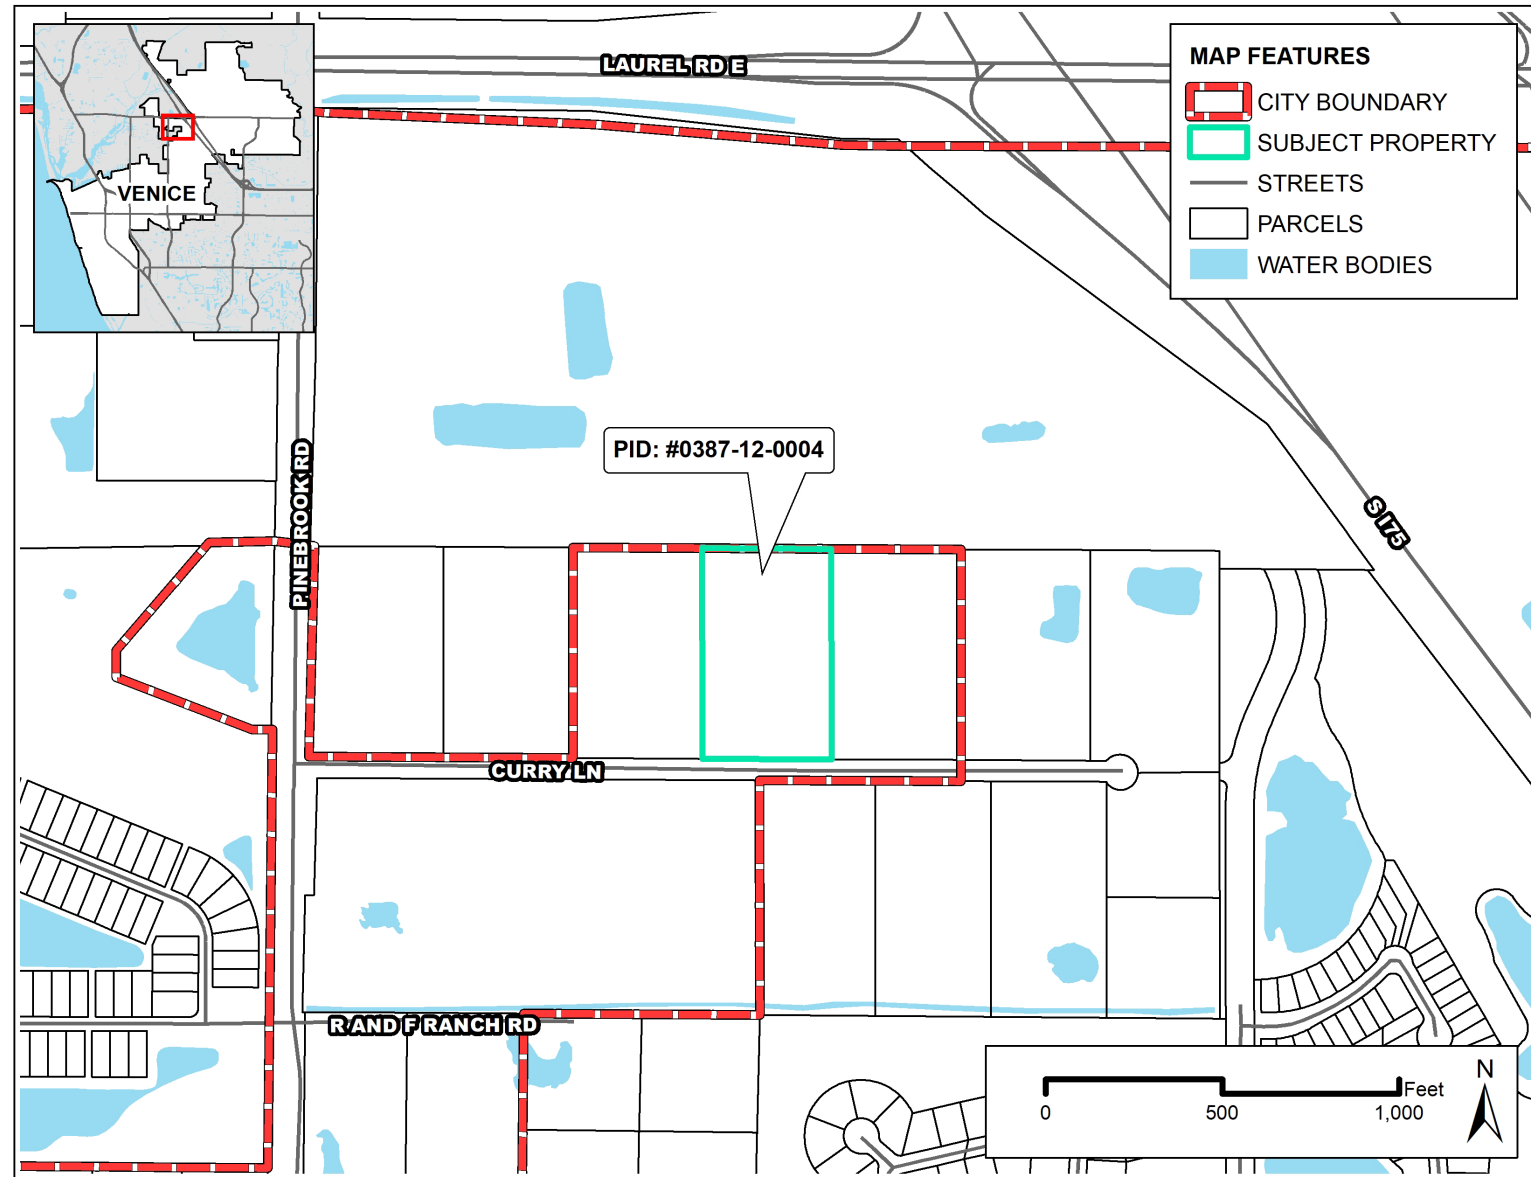 LAUREL RD E
MAP FEATURES
CITY BOUNDARY
SUBJECT PROPERTY
STREETS
PARCELS
WATER BODIES
VENICE
PID: #0387-12-0004
PINEBROOK RD
S I75
CURRY LN
R AND F RANCH RD
N
Feet
0 500 1,000